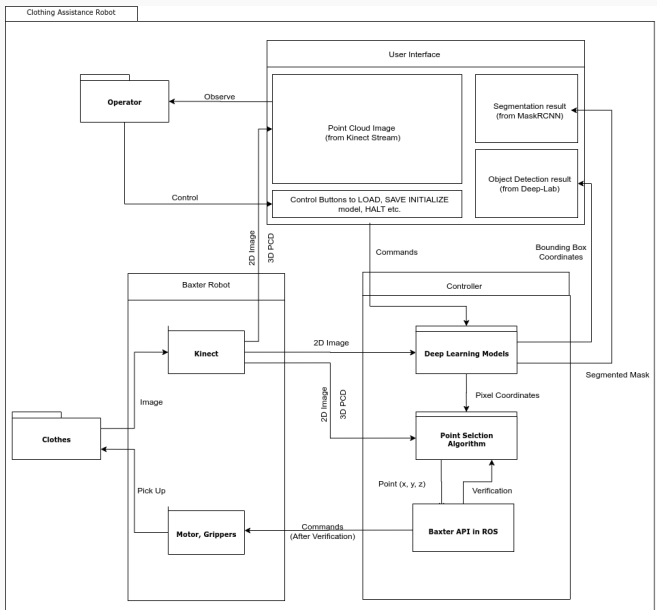 Clothing Assistance Robot
User Interface
Operator
Observe
Point Cloud Image
(from Kinect Stream)
Segmentation result
(from MaskRCNN)
Object Detection result
(from Deep-Lab)
Control
Control Buttons to LOAD, SAVE INITIALIZE
model, HALT etc.
2D Image
3D PCD
Commands
Bounding Box
Coordinates
Baxter Robot
Controller
Kinect
2D Image
Deep Learning Models
Segmented Mask
Image
2D Image
3D PCD
Pixel Coordinates
Clothes
Point Selction
Algorithm
Pick Up
Point (x, y, z)
Verification
Motor, Grippers
Commands
(After Verification)
Baxter API in ROS